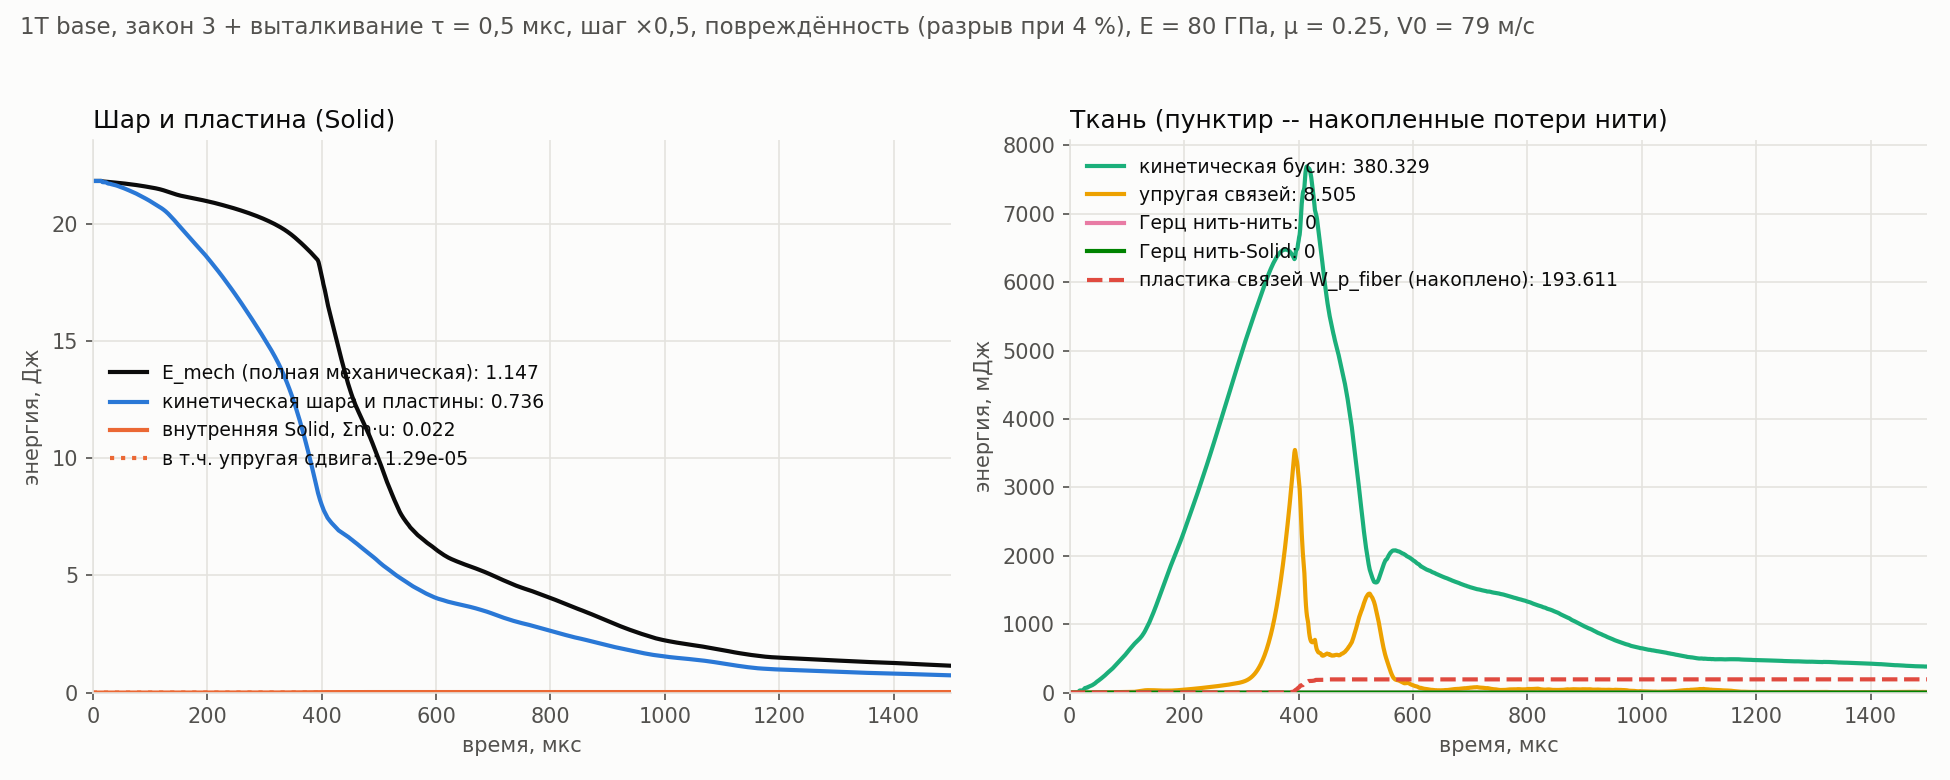 1T base, закон 3 + выталкивание τ = 0,5 мкс, шаг ×0,5, повреждённость (разрыв при 4 %), E = 80 ГПа, μ = 0.25, V0 = 79 м/с
Шар и пластина (Solid)
энергия, Дж
20
15
10
5
0
E_mech (полная механическая): 1.147
кинетическая шара и пластины: 0.736
внутренняя Solid, Σm·u: 0.022
в т.ч. упругая сдвига: 1.29e-05
0 200 400 600 800 1000 1200 1400
время, мкс
Ткань (пунктир -- накопленные потери нити)
энергия, мДж
8000
7000
6000
5000
4000
3000
2000
1000
0
кинетическая бусин: 380.329
упругая связей: 8.505
Герц нить-нить: 0
Герц нить-Solid: 0
пластика связей W_p_fiber (накоплено): 193.611
0 200 400 600 800 1000 1200 1400
время, мкс